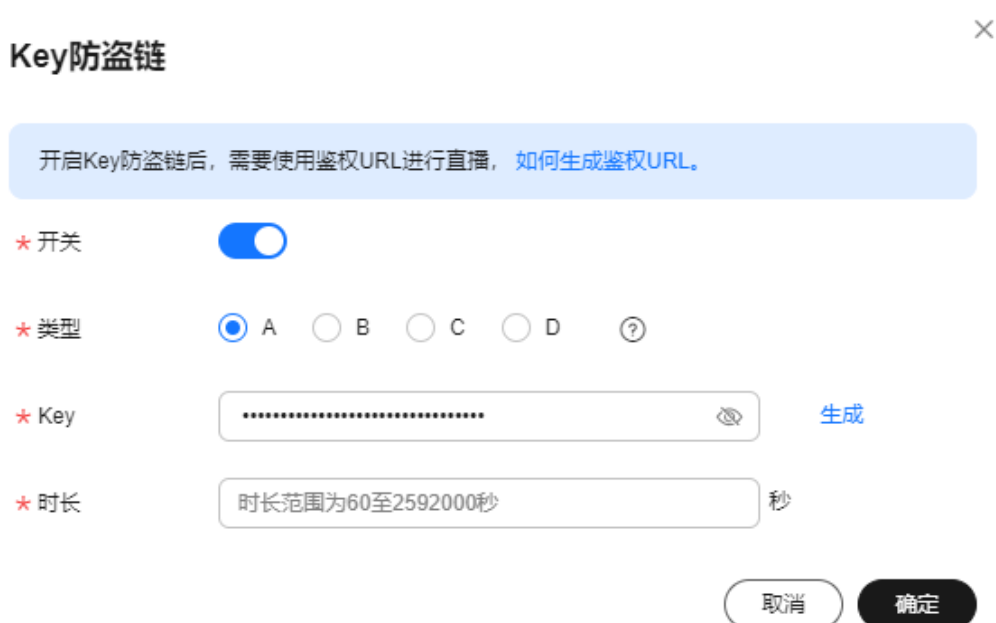 Key防盗链
开启Key防盗链后，需要使用鉴权URL进行直播， 如何生成鉴权URL。
* 开关
* 类型 A B C D ?
* Key •••••••••••••••••••••••••••••••• 生成
* 时长 时长范围为60至2592000秒 秒
取消 确定